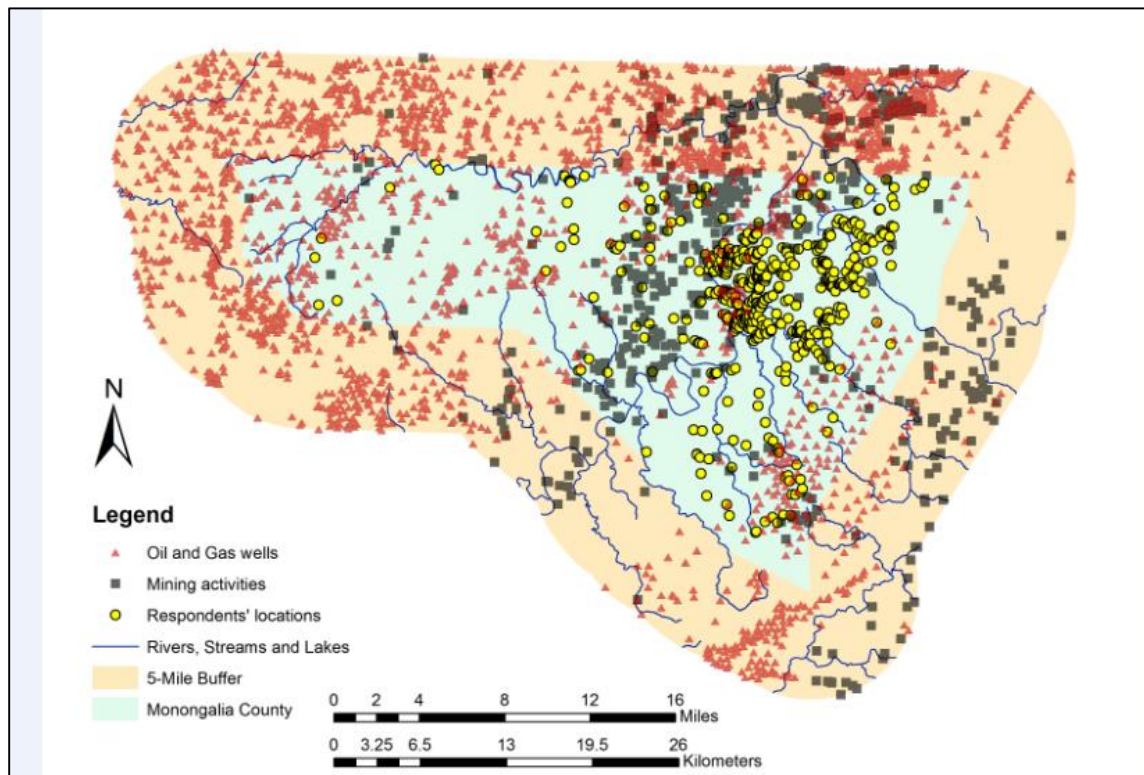 N
Legend
Oil and Gas wells
Mining activities
Respondents' locations
Rivers, Streams and Lakes
5-Mile Buffer
Monongalia County
0 2 4 8 12 16
Miles
0 3.25 6.5 13 19.5 26
Kilometers